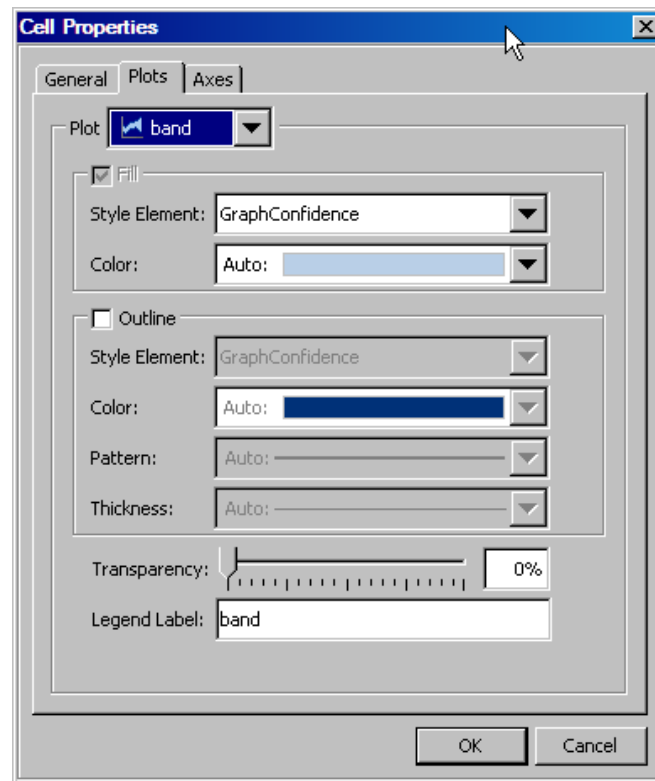 Cell Properties
General Plots Axes
Plot band
Fill
Style Element: GraphConfidence
Color: Auto:
Outline
Style Element: GraphConfidence
Color: Auto:
Pattern: Auto:
Thickness: Auto:
Transparency: 0%
Legend Label: band
OK Cancel